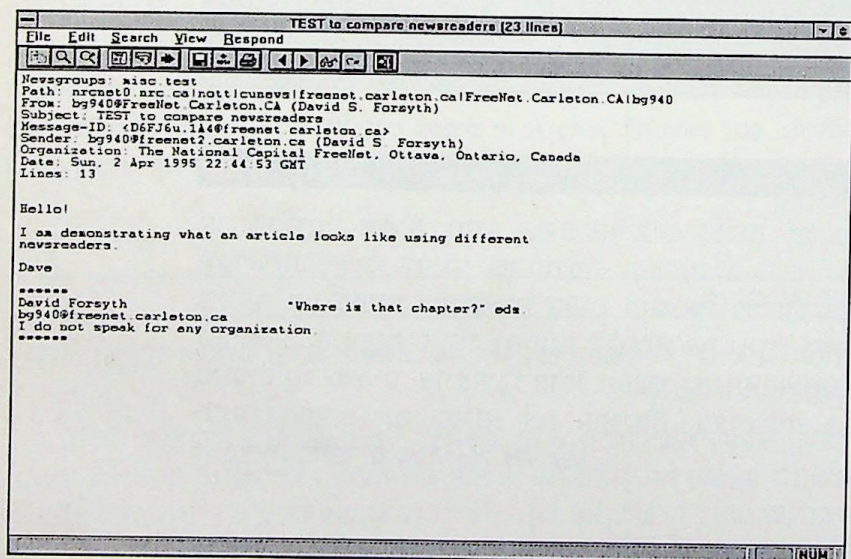 TEST to compare newsreaders (23 lines)
File Edit Search View Respond
Newsgroups: misc.test
Path: nrcnet0.nrc.ca!nott!cunews!freenet.carleton.ca!FreeNet.Carleton.CA!bg940
From: bg940@FreeNet.Carleton.CA (David S. Forsyth)
Subject: TEST to compare newsreaders
Message-ID: <D6FJ6u.1A4@freenet.carleton.ca>
Sender: bg940@freenet2.carleton.ca (David S. Forsyth)
Organization: The National Capital FreeNet, Ottawa, Ontario, Canada
Date: Sun, 2 Apr 1995 22:44:53 GMT
Lines: 13
Hello!
I am demonstrating what an article looks like using different
newsreaders.
Dave
======
David Forsyth "Where is that chapter?" eds
bg940@freenet.carleton.ca
I do not speak for any organization.
======
NUM